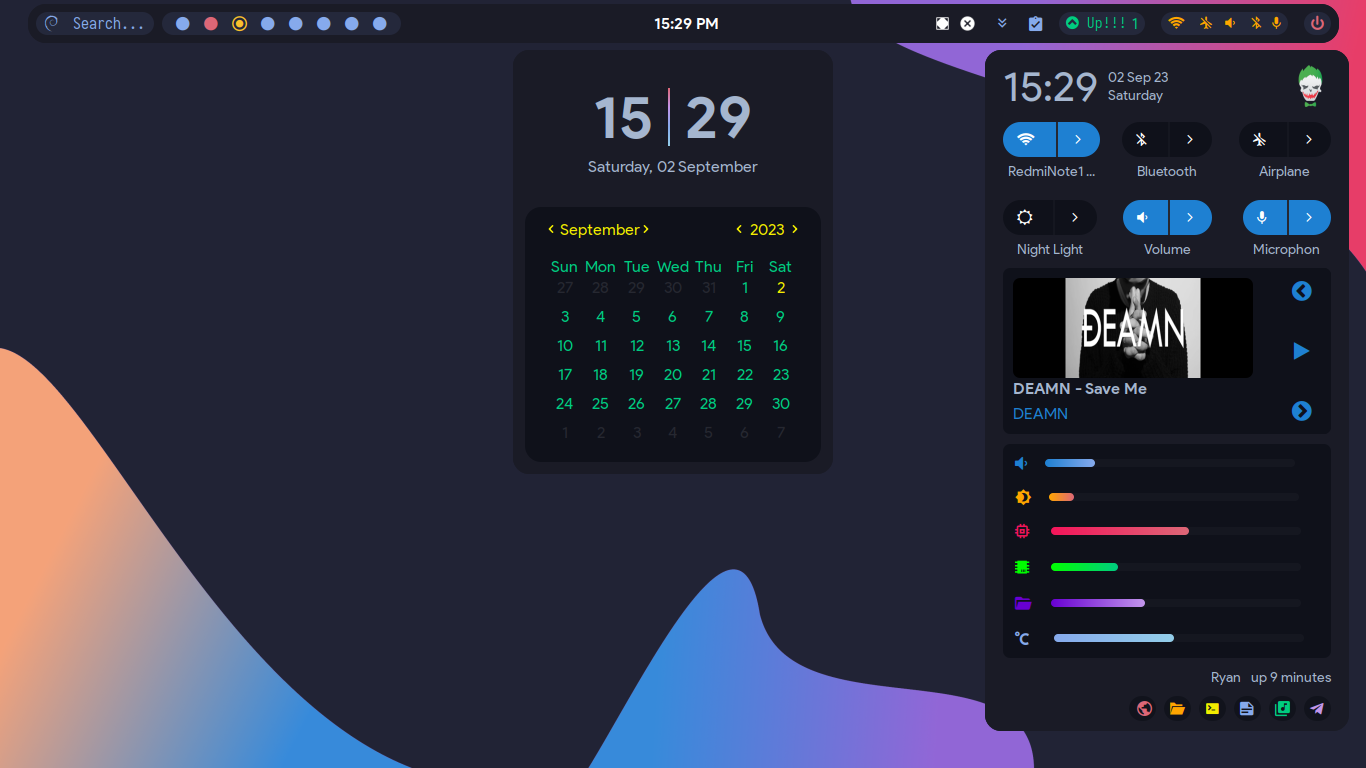 Search...
15:29 PM
Up!!! 1
15 29
Saturday, 02 September
September 2023
Sun Mon Tue Wed Thu Fri Sat
27 28 29 30 31 1 2
3 4 5 6 7 8 9
10 11 12 13 14 15 16
17 18 19 20 21 22 23
24 25 26 27 28 29 30
1 2 3 4 5 6 7
15:29
02 Sep 23
Saturday
RedmiNote1... Bluetooth Airplane
Night Light Volume Microphon
ĐEAMN
DEAMN - Save Me
DEAMN
°C
Ryan up 9 minutes